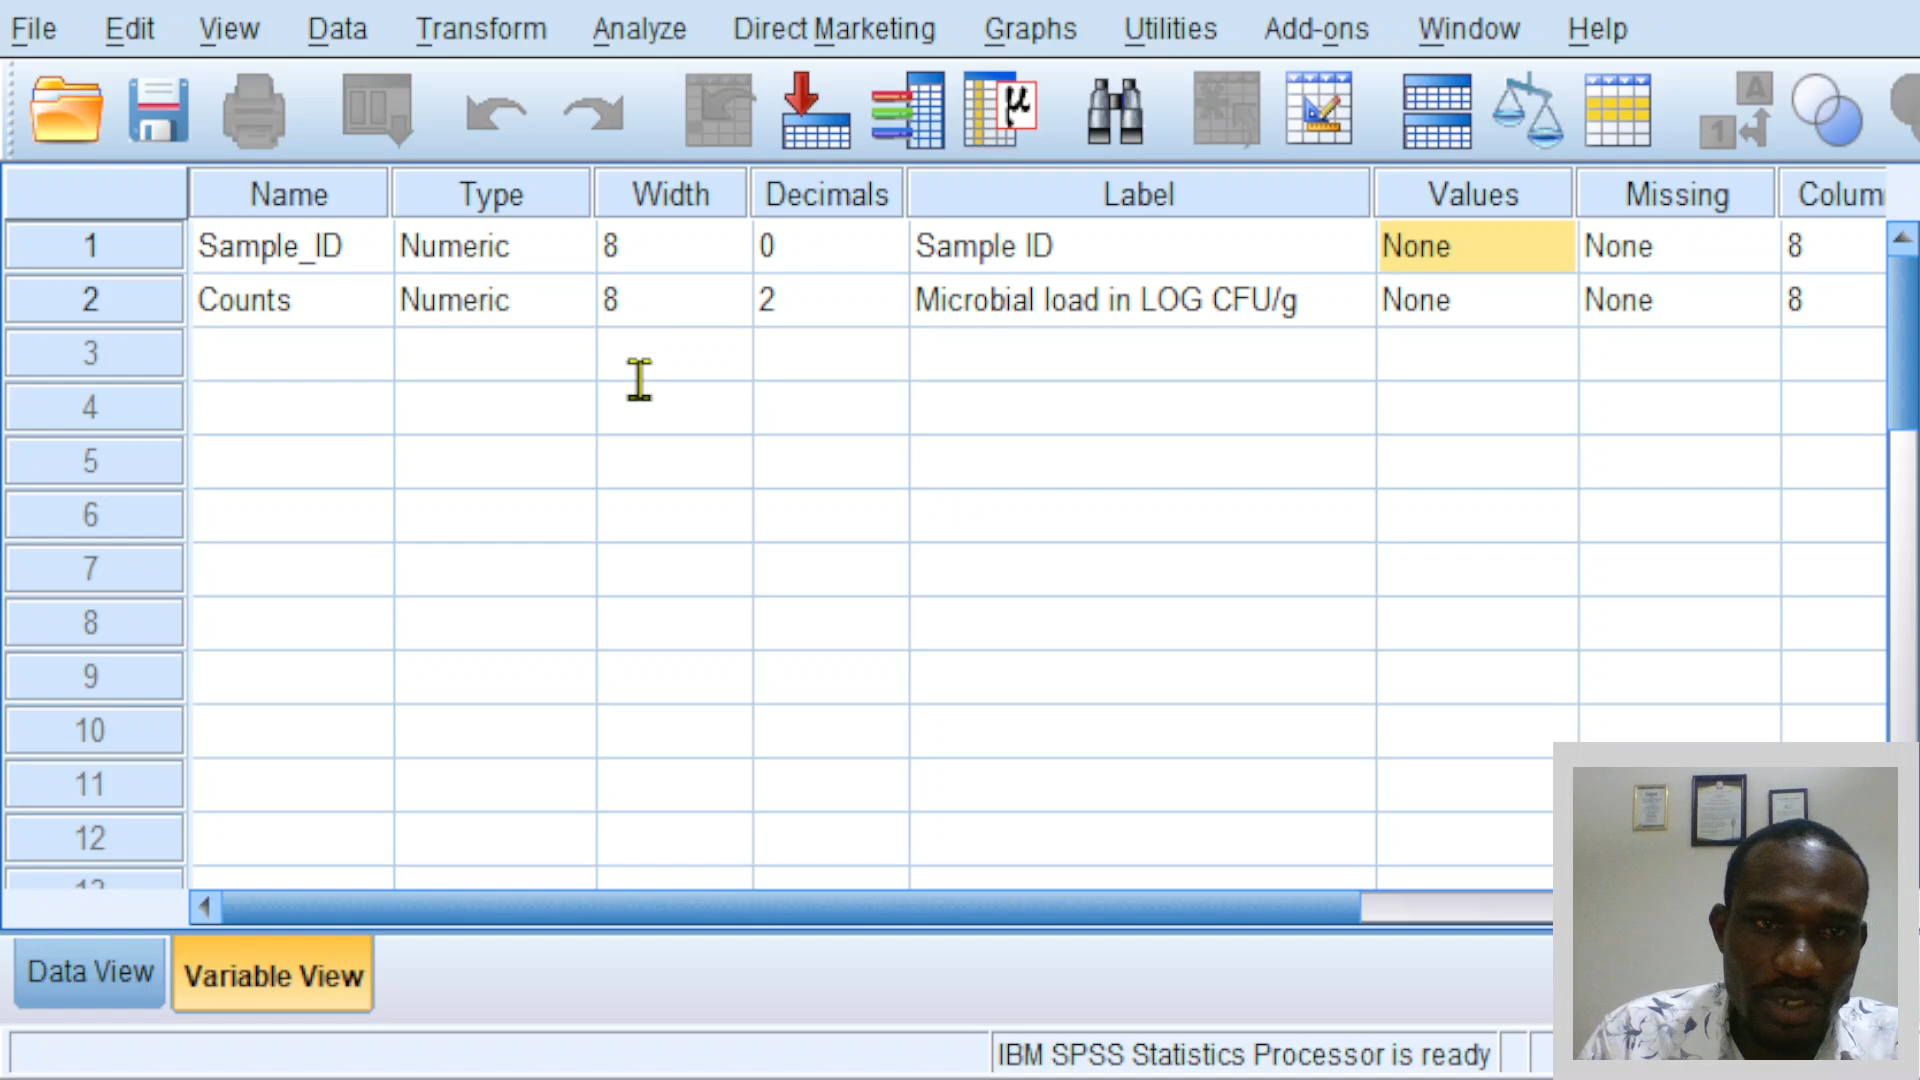 File Edit View Data Transform Analyze Direct Marketing Graphs Utilities Add-ons Window Help
Name Type Width Decimals Label Values Missing Colum
1 Sample_ID Numeric 8 0 Sample ID None None 8
2 Counts Numeric 8 2 Microbial load in LOG CFU/g None None 8
3
4
5
6
7
8
9
10
11
12
Data View Variable View
IBM SPSS Statistics Processor is ready